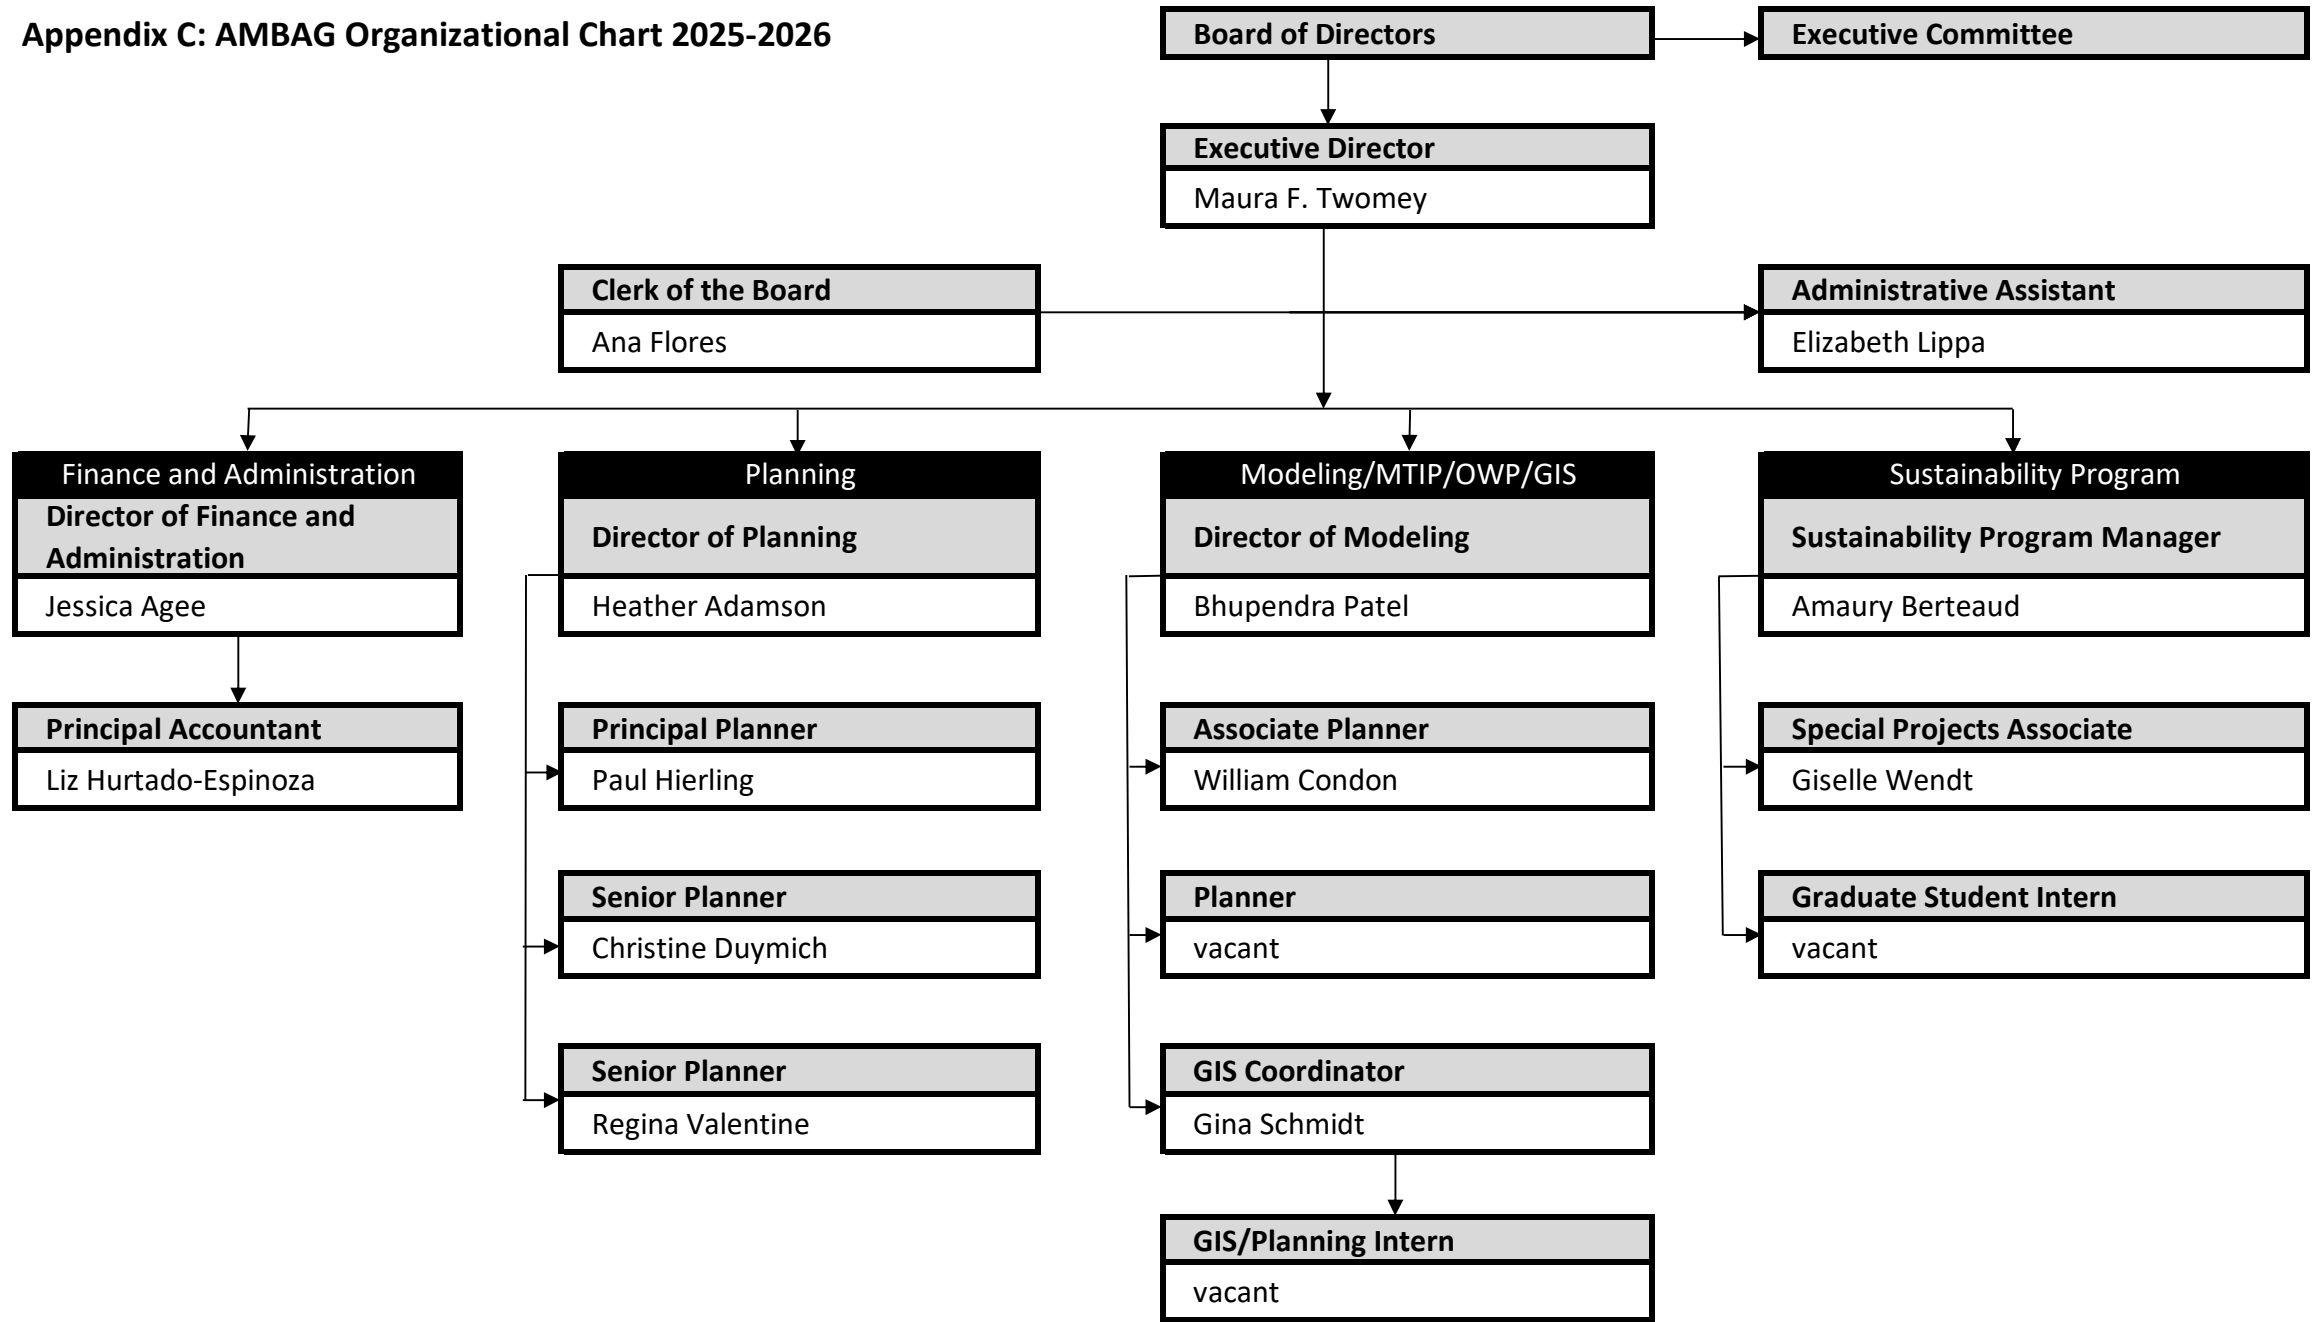 Appendix C: AMBAG Organizational Chart 2025-2026
Board of Directors
Executive Committee
Executive Director
Maura F. Twomey
Clerk of the Board
Ana Flores
Administrative Assistant
Elizabeth Lippa
Finance and Administration
Director of Finance and
Administration
Jessica Agee
Principal Accountant
Liz Hurtado-Espinoza
Planning
Director of Planning
Heather Adamson
Principal Planner
Paul Hierling
Senior Planner
Christine Duymich
Senior Planner
Regina Valentine
Modeling/MTIP/OWP/GIS
Director of Modeling
Bhupendra Patel
Associate Planner
William Condon
Planner
vacant
GIS Coordinator
Gina Schmidt
GIS/Planning Intern
vacant
Sustainability Program
Sustainability Program Manager
Amaury Berteaud
Special Projects Associate
Giselle Wendt
Graduate Student Intern
vacant